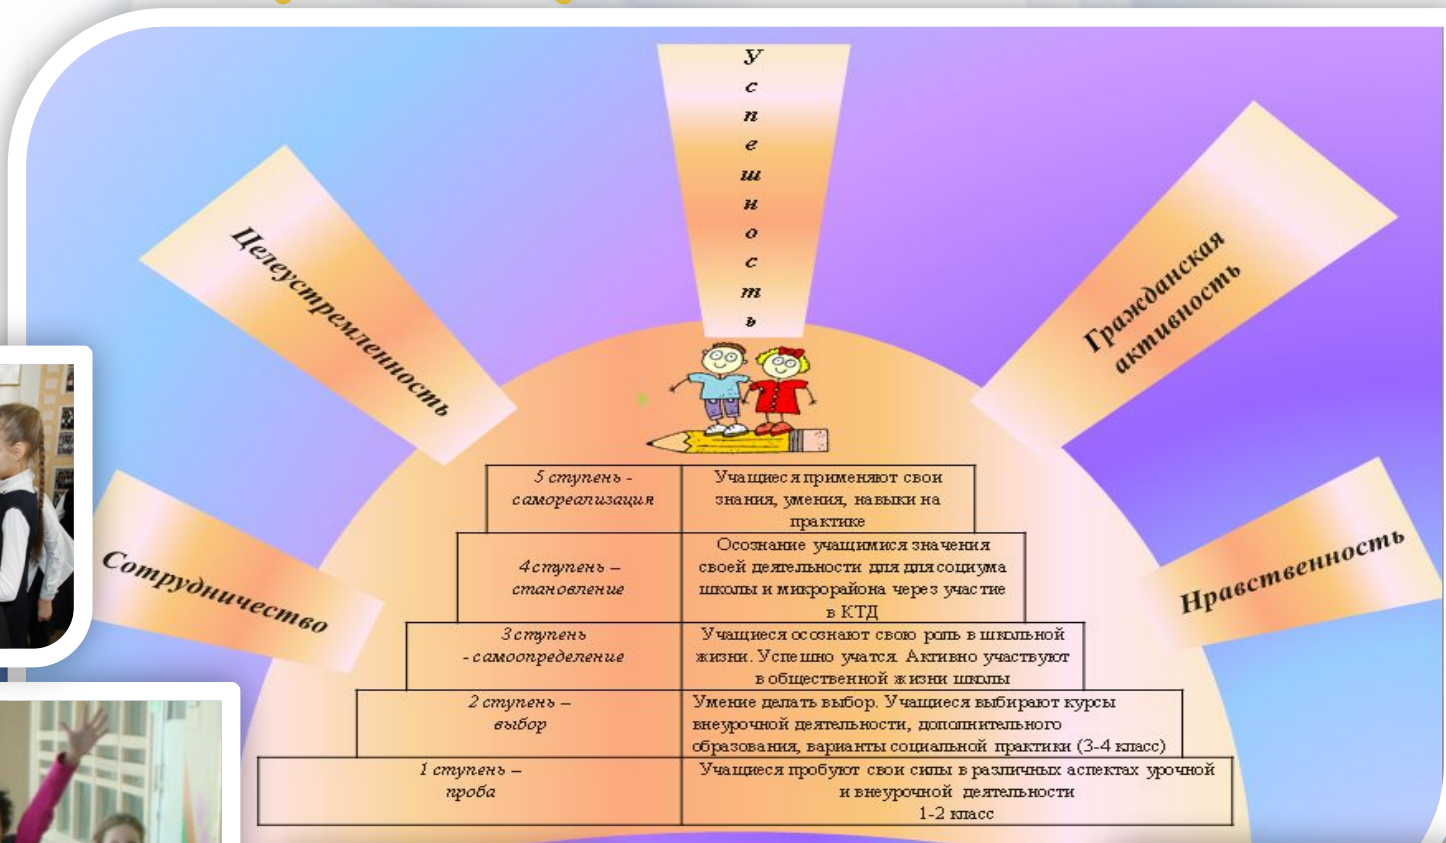 Успешность
Целеустремленность
Гражданская
активность
Сотрудничество
Нравственность
5 ступень -
самореализация
Учащиеся применяют свои
знания, умения, навыки на
практике
4 ступень –
становление
Осознание учащимися значения
своей деятельности для для социума
школы и микрорайона через участие
в КТД
3 ступень
- самоопределение
Учащиеся осознают свою роль в школьной
жизни. Успешно учатся. Активно участвуют
в общественной жизни школы
2 ступень –
выбор
Умение делать выбор. Учащиеся выбирают курсы
внеурочной деятельности, дополнительного
образования, варианты социальной практики (3-4 класс)
1 ступень –
проба
Учащиеся пробуют свои силы в различных аспектах урочной
и внеурочной деятельности
1-2 класс